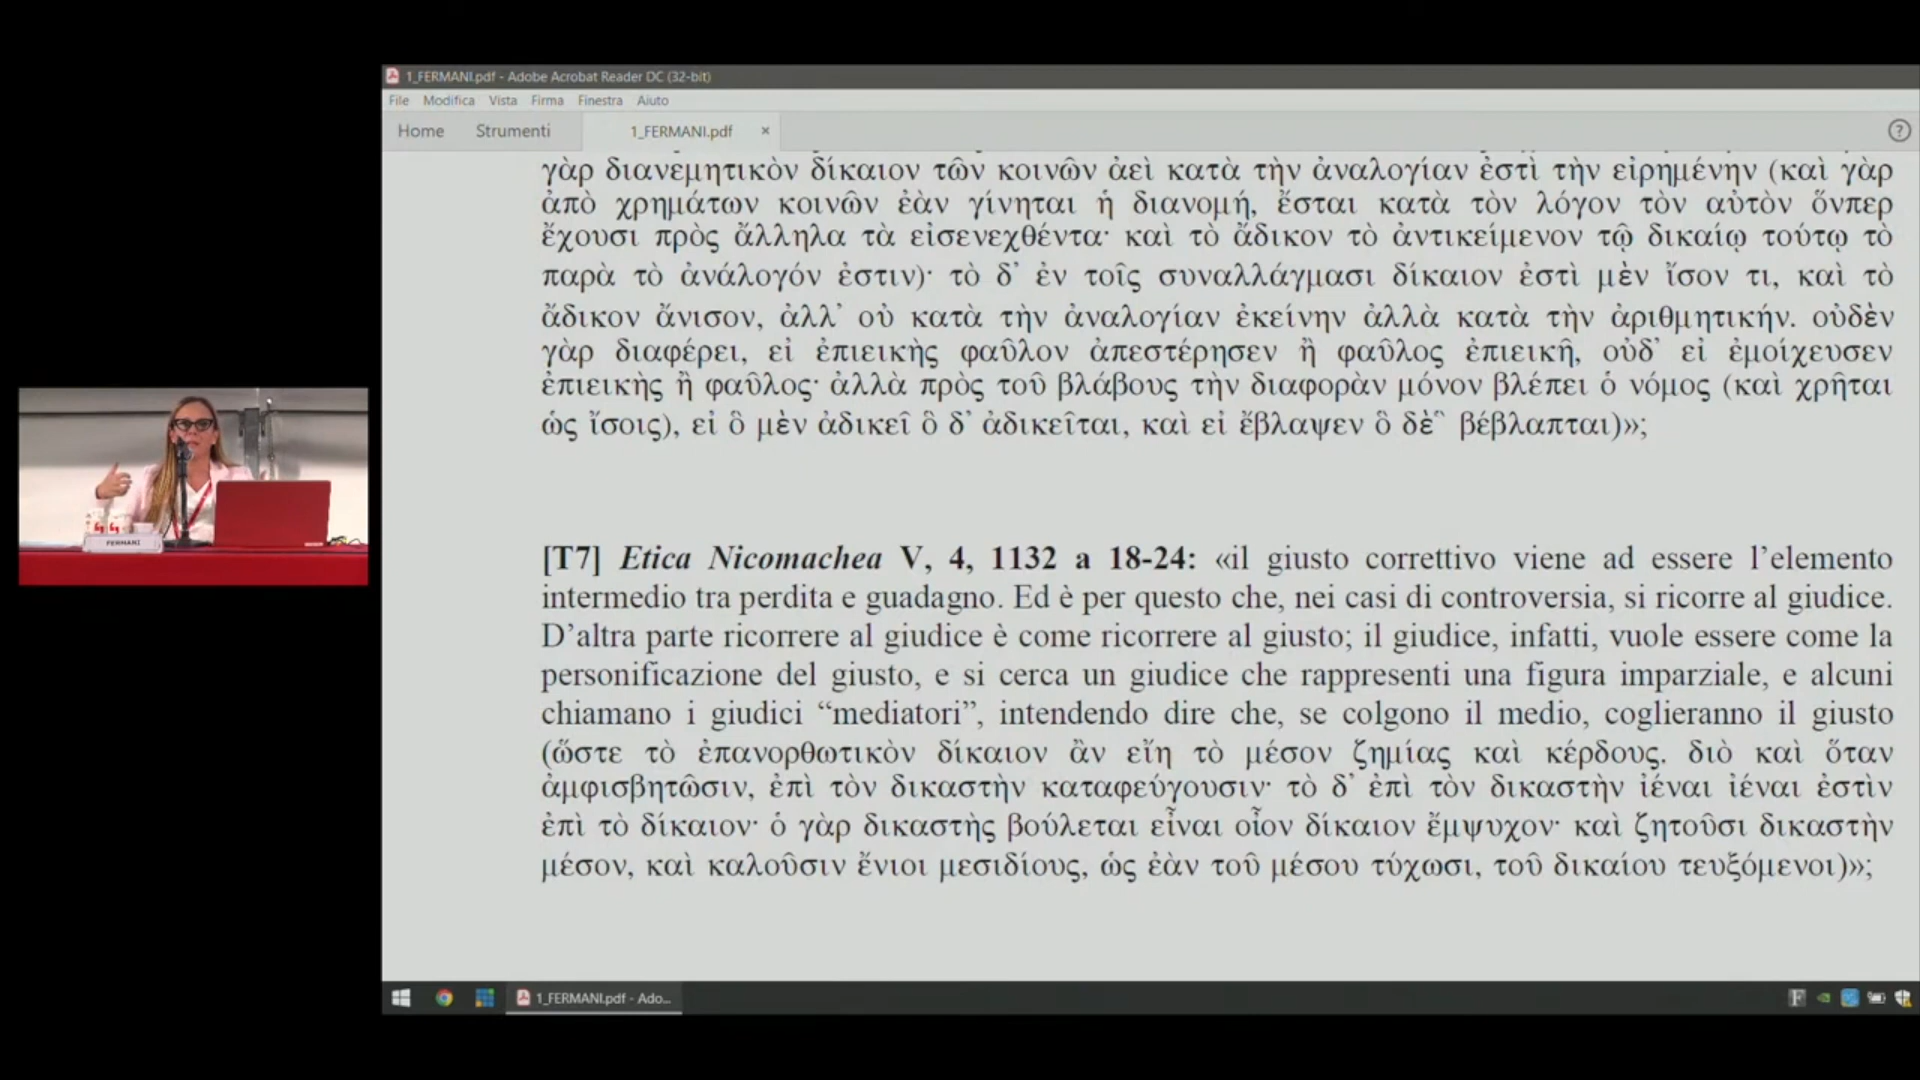 1_FERMANI.pdf - Adobe Acrobat Reader DC (32-bit)
File Modifica Vista Firma Finestra Aiuto
Home Strumenti 1_FERMANI.pdf ×
γὰρ διανεμητικὸν δίκαιον τῶν κοινῶν ἀεὶ κατὰ τὴν ἀναλογίαν ἐστὶ τὴν εἰρημένην (καὶ γὰρ
ἀπὸ χρημάτων κοινῶν ἐὰν γίνηται ἡ διανομή, ἔσται κατὰ τὸν λόγον τὸν αὐτὸν ὅνπερ
ἔχουσι πρὸς ἄλληλα τὰ εἰσενεχθέντα· καὶ τὸ ἄδικον τὸ ἀντικείμενον τῷ δικαίῳ τούτῳ τὸ
παρὰ τὸ ἀνάλογόν ἐστιν)· τὸ δ᾽ ἐν τοῖς συναλλάγμασι δίκαιον ἐστὶ μὲν ἴσον τι, καὶ τὸ
ἄδικον ἄνισον, ἀλλ᾽ οὐ κατὰ τὴν ἀναλογίαν ἐκείνην ἀλλὰ κατὰ τὴν ἀριθμητικήν. οὐδὲν
γὰρ διαφέρει, εἰ ἐπιεικὴς φαῦλον ἀπεστέρησεν ἢ φαῦλος ἐπιεικῆ, οὐδ᾽ εἰ ἐμοίχευσεν
ἐπιεικὴς ἢ φαῦλος· ἀλλὰ πρὸς τοῦ βλάβους τὴν διαφορὰν μόνον βλέπει ὁ νόμος (καὶ χρῆται
ὡς ἴσοις), εἰ ὃ μὲν ἀδικεῖ ὃ δ᾽ ἀδικεῖται, καὶ εἰ ἔβλαψεν ὃ δὲ῝ βέβλαπται)»;
[T7] Etica Nicomachea V, 4, 1132 a 18-24: «il giusto correttivo viene ad essere l’elemento
intermedio tra perdita e guadagno. Ed è per questo che, nei casi di controversia, si ricorre al giudice.
D’altra parte ricorrere al giudice è come ricorrere al giusto; il giudice, infatti, vuole essere come la
personificazione del giusto, e si cerca un giudice che rappresenti una figura imparziale, e alcuni
chiamano i giudici “mediatori”, intendendo dire che, se colgono il medio, coglieranno il giusto
(ὥστε τὸ ἐπανορθωτικὸν δίκαιον ἂν εἴη τὸ μέσον ζημίας καὶ κέρδους. διὸ καὶ ὅταν
ἀμφισβητῶσιν, ἐπὶ τὸν δικαστὴν καταφεύγουσιν· τὸ δ᾽ ἐπὶ τὸν δικαστὴν ἰέναι ἰέναι ἐστὶν
ἐπὶ τὸ δίκαιον· ὁ γὰρ δικαστὴς βούλεται εἶναι οἷον δίκαιον ἔμψυχον· καὶ ζητοῦσι δικαστὴν
μέσον, καὶ καλοῦσιν ἔνιοι μεσιδίους, ὡς ἐὰν τοῦ μέσου τύχωσι, τοῦ δικαίου τευξόμενοι)»;
FERMANI
1_FERMANI.pdf - Ado...